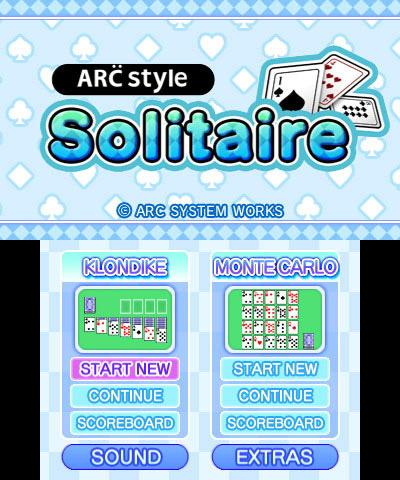 ARC style
Solitaire
© ARC SYSTEM WORKS
KLONDIKE
MONTE CARLO
START NEW
START NEW
CONTINUE
CONTINUE
SCOREBOARD
SCOREBOARD
SOUND
EXTRAS